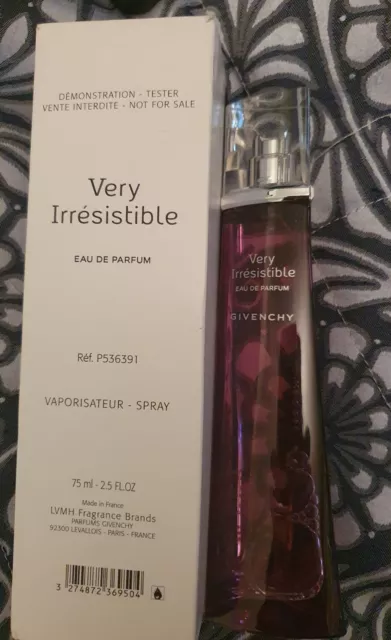 DÉMONSTRATION - TESTER
VENTE INTERDITE - NOT FOR SALE
Very
Irrésistible
EAU DE PARFUM
Réf. P536391
VAPORISATEUR - SPRAY
75 ml - 2.5 FL.OZ
Made in France
LVMH Fragrance Brands
PARFUMS GIVENCHY
92300 LEVALLOIS - PARIS - FRANCE
3 274872 369504
Very
Irrésistible
EAU DE PARFUM
GIVENCHY